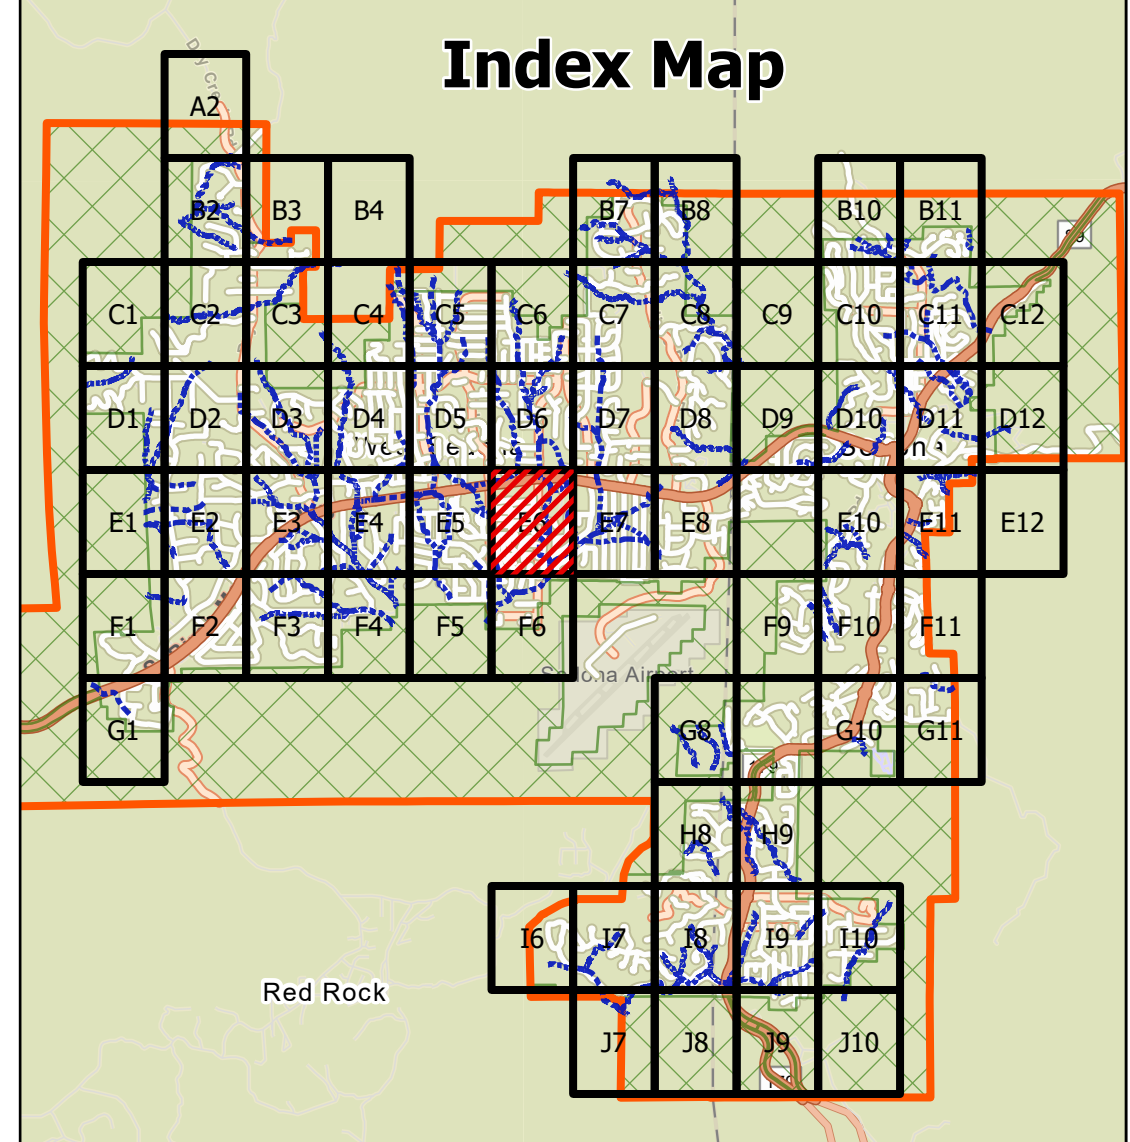 Index Map
A2
B2 B3 B4 B7 B8 B10 B11
C1 C2 C3 C4 C5 C6 C7 C8 C9 C10 C11 C12
D1 D2 D3 D4 D5 D6 D7 D8 D9 D10 D11 D12
E1 E2 E3 E4 E5 E6 E7 E8 E10 E11 E12
F1 F2 F3 F4 F5 F6 F9 F10 F11
Sedona Airport
G1 G8 G10 G11
H8 H9
I6 I7 I8 I9 I10
Red Rock
J7 J8 J9 J10